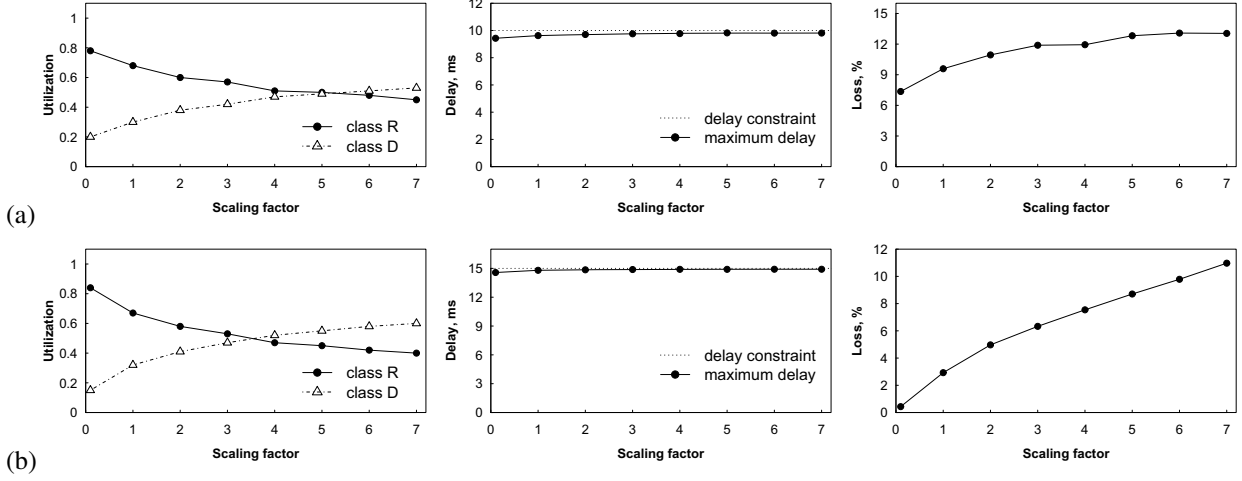 1
0.8
0.6
0.4
0.2
0
Utilization
class R
class D
0 1 2 3 4 5 6 7
Scaling factor
12
10
8
6
4
2
0
Delay, ms
delay constraint
maximum delay
0 1 2 3 4 5 6 7
Scaling factor
15
12
9
6
3
0
Loss, %
0 1 2 3 4 5 6 7
Scaling factor
(a)
1
0.8
0.6
0.4
0.2
0
Utilization
class R
class D
0 1 2 3 4 5 6 7
Scaling factor
15
12
9
6
3
0
Delay, ms
delay constraint
maximum delay
0 1 2 3 4 5 6 7
Scaling factor
12
10
8
6
4
2
0
Loss, %
0 1 2 3 4 5 6 7
Scaling factor
(b)